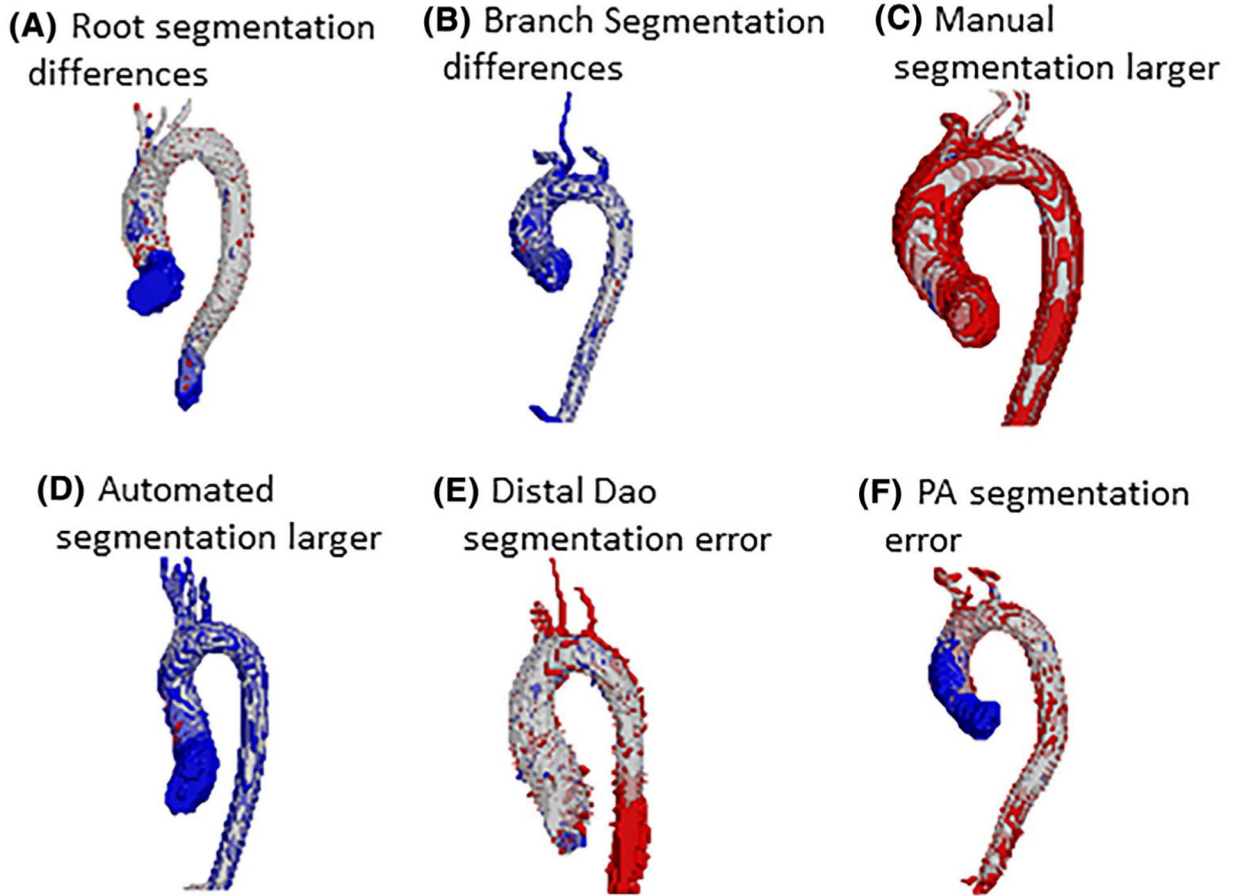 (A) Root segmentation
differences
(B) Branch Segmentation
differences
(C) Manual
segmentation larger
(D) Automated
segmentation larger
(E) Distal Dao
segmentation error
(F) PA segmentation
error